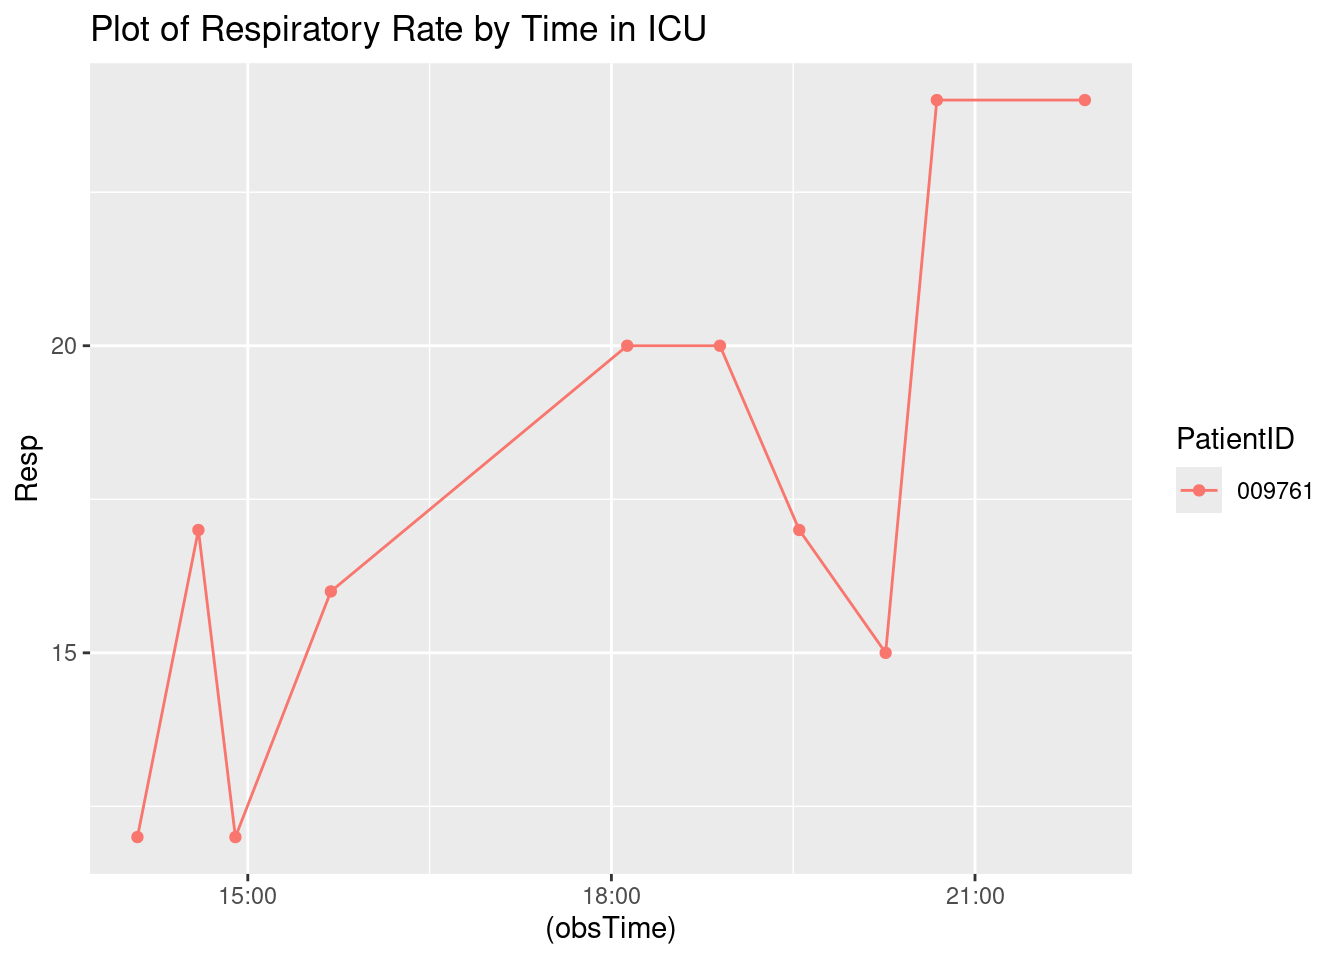 Plot of Respiratory Rate by Time in ICU
20
15
Resp
15:00
18:00
21:00
(obsTime)
PatientID
009761